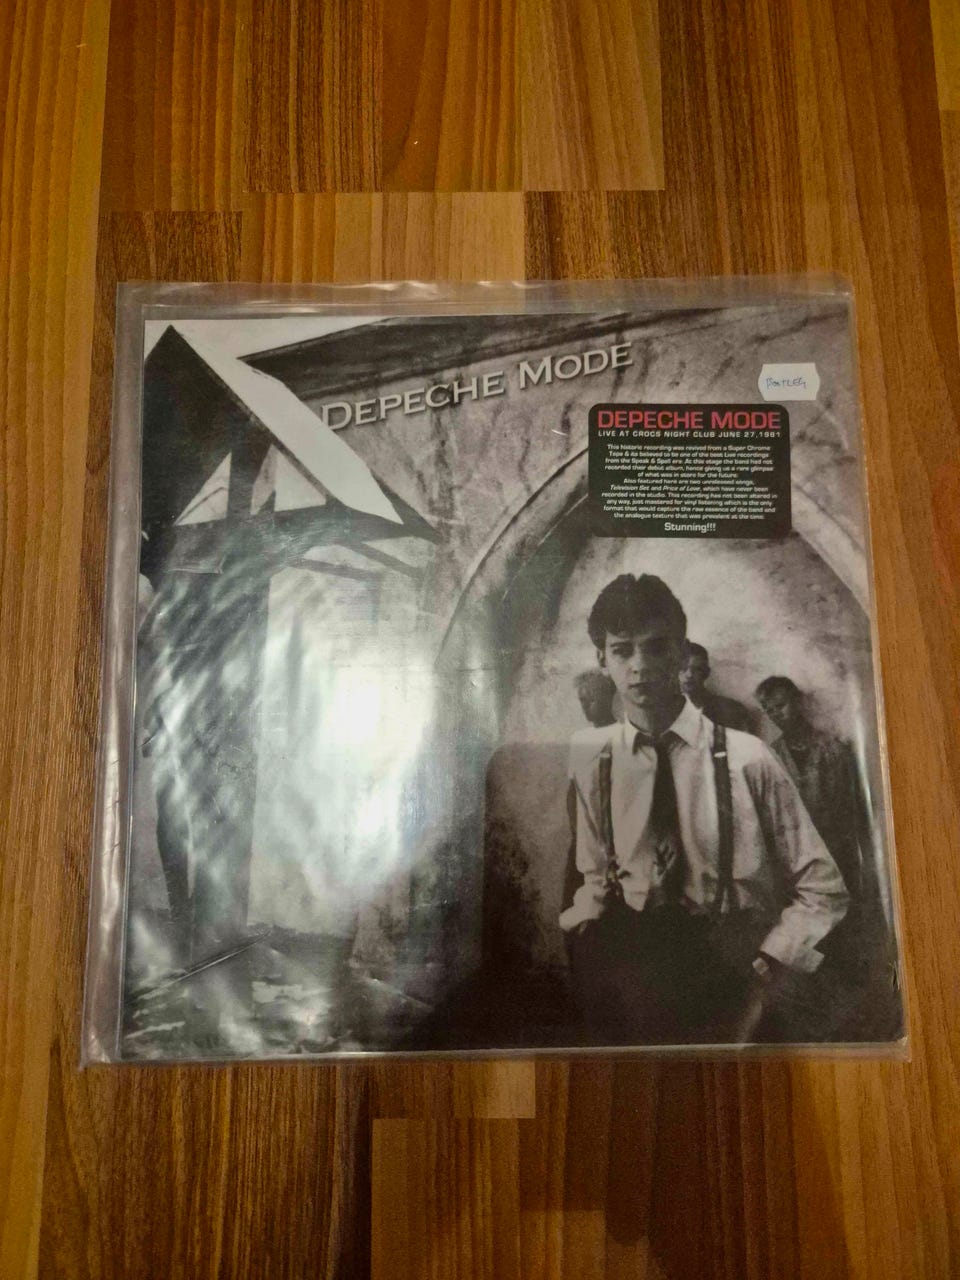 DEPECHE MODE
BOOTLEG
DEPECHE MODE
LIVE AT CROCS NIGHT CLUB JUNE 27, 1981
This historic recording was revived from a Super Chrome
Tape & its believed to be one of the best Live recordings
from the Speak & Spell era. At this stage the band had not
recorded their debut album, hence giving us a rare glimpse
of what was in store for the future.
Also featured here are two unreleased songs,
Television Set and Price of Love, which have never been
recorded in the studio. This recording has not been altered in
any way, just mastered for vinyl listening which is the only
format that would capture the raw essence of the band and
the analogue texture that was prevalent at the time.
Stunning!!!